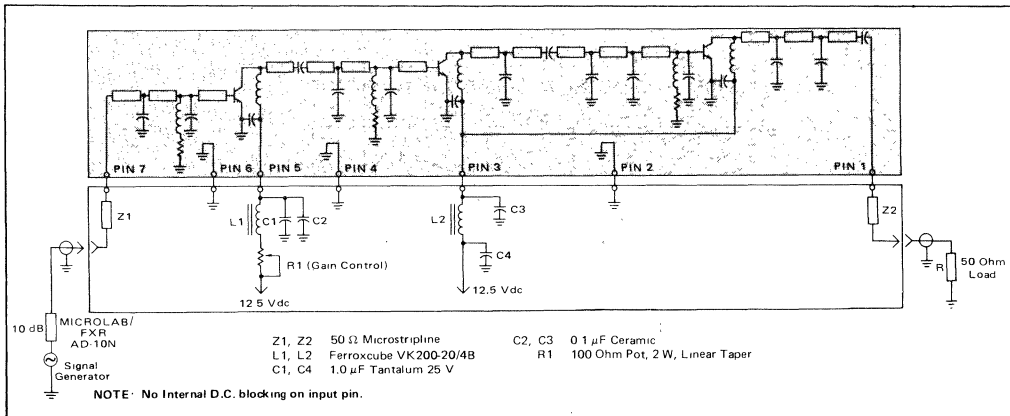 PIN 7
PIN 6
PIN 5
PIN 4
PIN 3
PIN 2
PIN 1
Z1
L1
C1
C2
L2
C3
C4
Z2
R1 (Gain Control)
12 5 Vdc
12.5 Vdc
R
50 Ohm
Load
10 dB
MICROLAB/
FXR
AD-10N
Signal
Generator
Z1, Z2 50 Ω Microstripline
L1, L2 Ferroxcube VK200-20/4B
C1, C4 1.0 μF Tantalum 25 V
C2, C3 0 1 μF Ceramic
R1 100 Ohm Pot, 2 W, Linear Taper
NOTE· No Internal D.C. blocking on input pin.